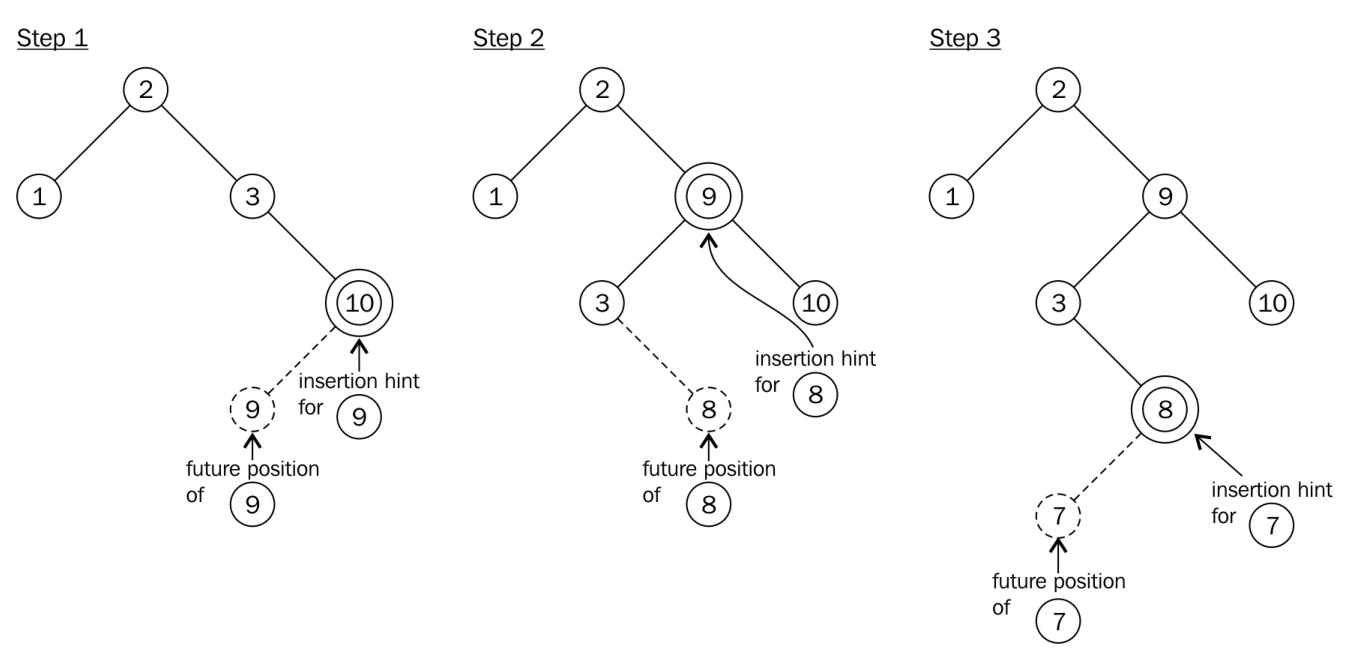 Step 1
2
1
3
10
9
insertion hint
for 9
future position
of 9
Step 2
2
1
9
3
10
8
insertion hint
for 8
future position
of 8
Step 3
2
1
9
3
10
8
7
insertion hint
for 7
future position
of 7